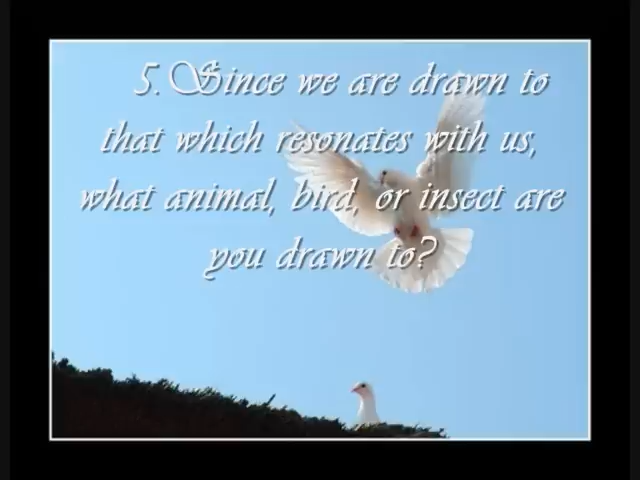 5. Since we are drawn to
that which resonates with us,
what animal, bird, or insect are
you drawn to?